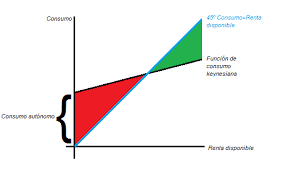 Consumo
45º Consumo=Renta
disponible
Función de
consumo
keynesiana
Consumo autónomo
Renta disponible